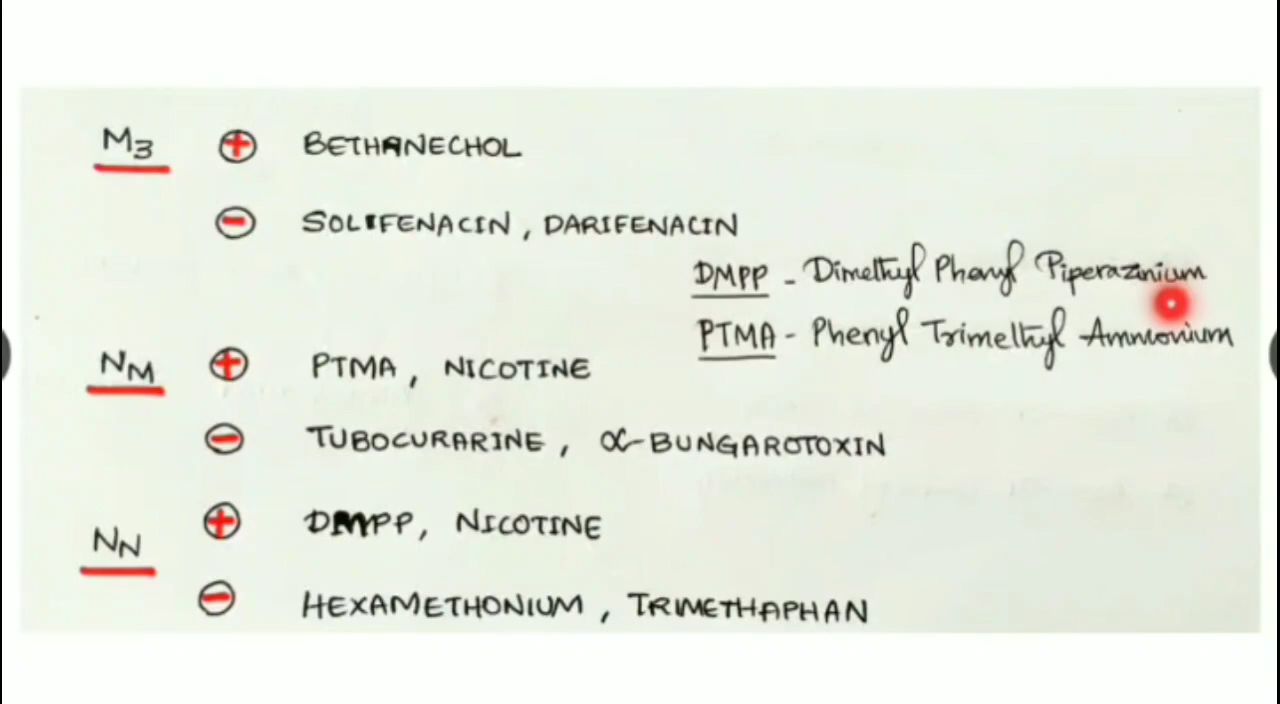 M3 + BETHANECHOL
- SOLIFENACIN, DARIFENACIN
DMPP - Dimethyl Phenyl Piperazinium
PTMA - Phenyl Trimethyl Ammonium
NM + PTMA, NICOTINE
- TUBOCURARINE, α-BUNGAROTOXIN
NN + DMPP, NICOTINE
- HEXAMETHONIUM, TRIMETHAPHAN